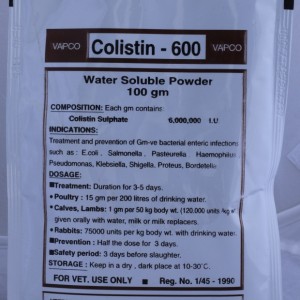 VAPCO Colistin - 600 VAPCO
Water Soluble Powder
100 gm
COMPOSITION: Each gm contains:
Colistin Sulphate 6,000,000 I.U
INDICATIONS:
Treatment and prevention of Gm-ve bacterial enteric infections
such as : E.coli , Salmonella , Pasteurella Haemophilus
Pseudomonas, Klebsiella, Shigella, Proteus, Bordetella
DOSAGE:
■Treatment: Duration for 3-5 days.
• Poultry : 15 gm per 200 litres of drinking water.
• Calves, Lambs: 1 gm per 50 kg body wt. (120,000 units
given orally with water, milk or milk replacers.
• Rabbits: 75000 units per kg body wt. with drinking water.
■Prevention : Half the dose for 3 days.
■Safety period: 3 days before slaughter.
STORAGE : Keep in a dry , dark place at 10-30°C.
FOR VET. USE ONLY Reg. No. 1/45 - 1990